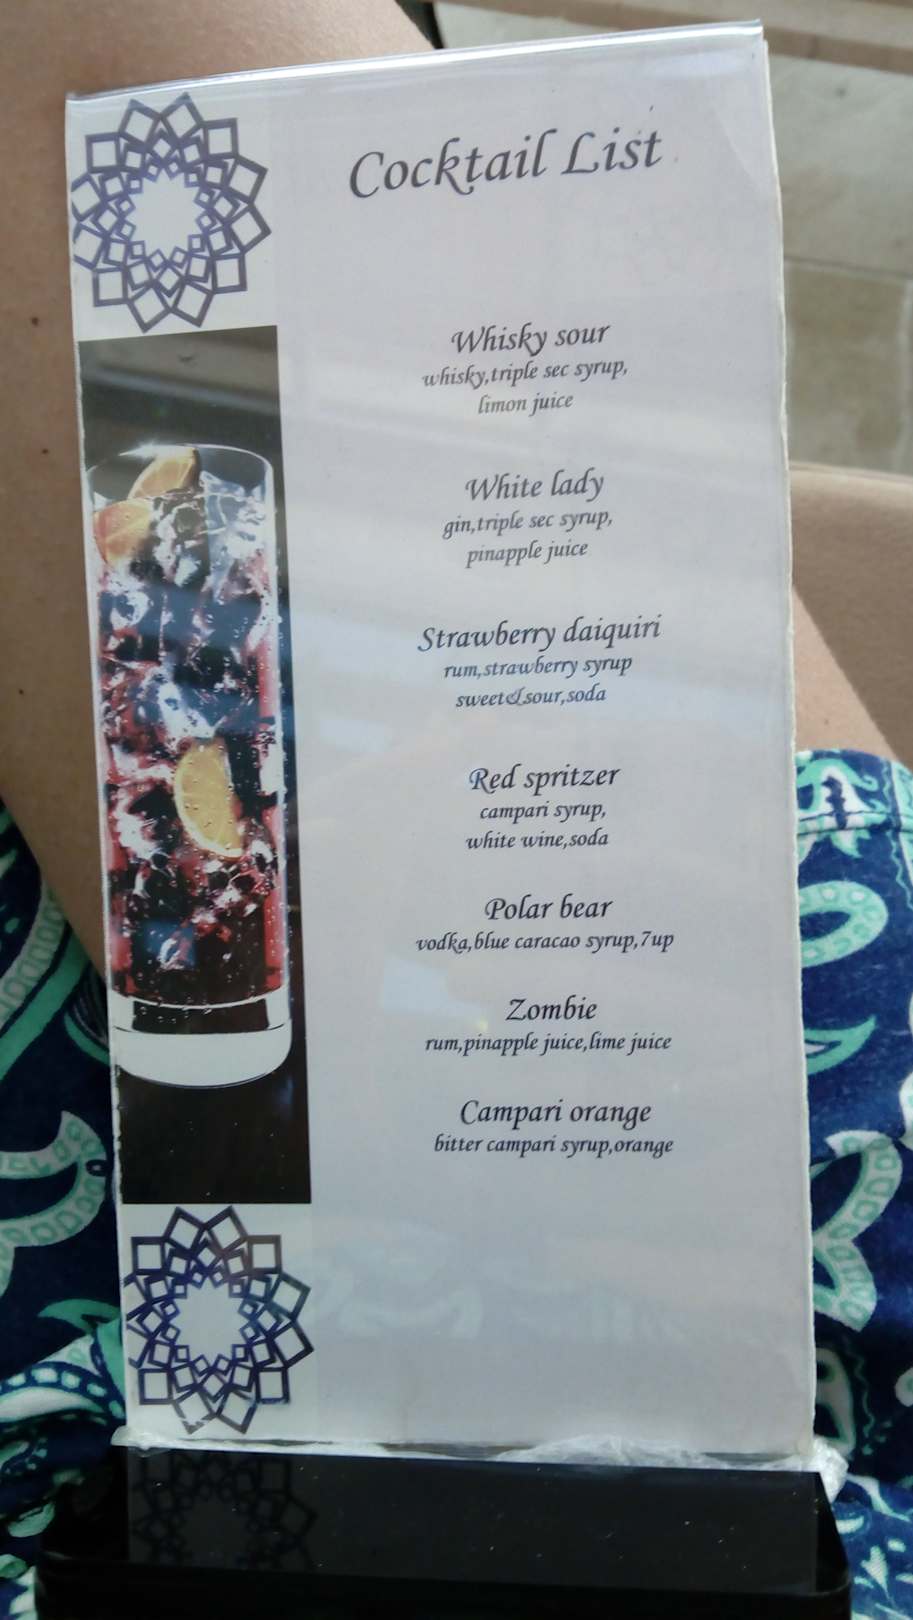 Cocktail List
Whisky sour
whisky,triple sec syrup,
limon juice
White lady
gin,triple sec syrup,
pinapple juice
Strawberry daiquiri
rum,strawberry syrup
sweet&sour,soda
Red spritzer
campari syrup,
white wine,soda
Polar bear
vodka,blue caracao syrup,7up
Zombie
rum,pinapple juice,lime juice
Campari orange
bitter campari syrup,orange